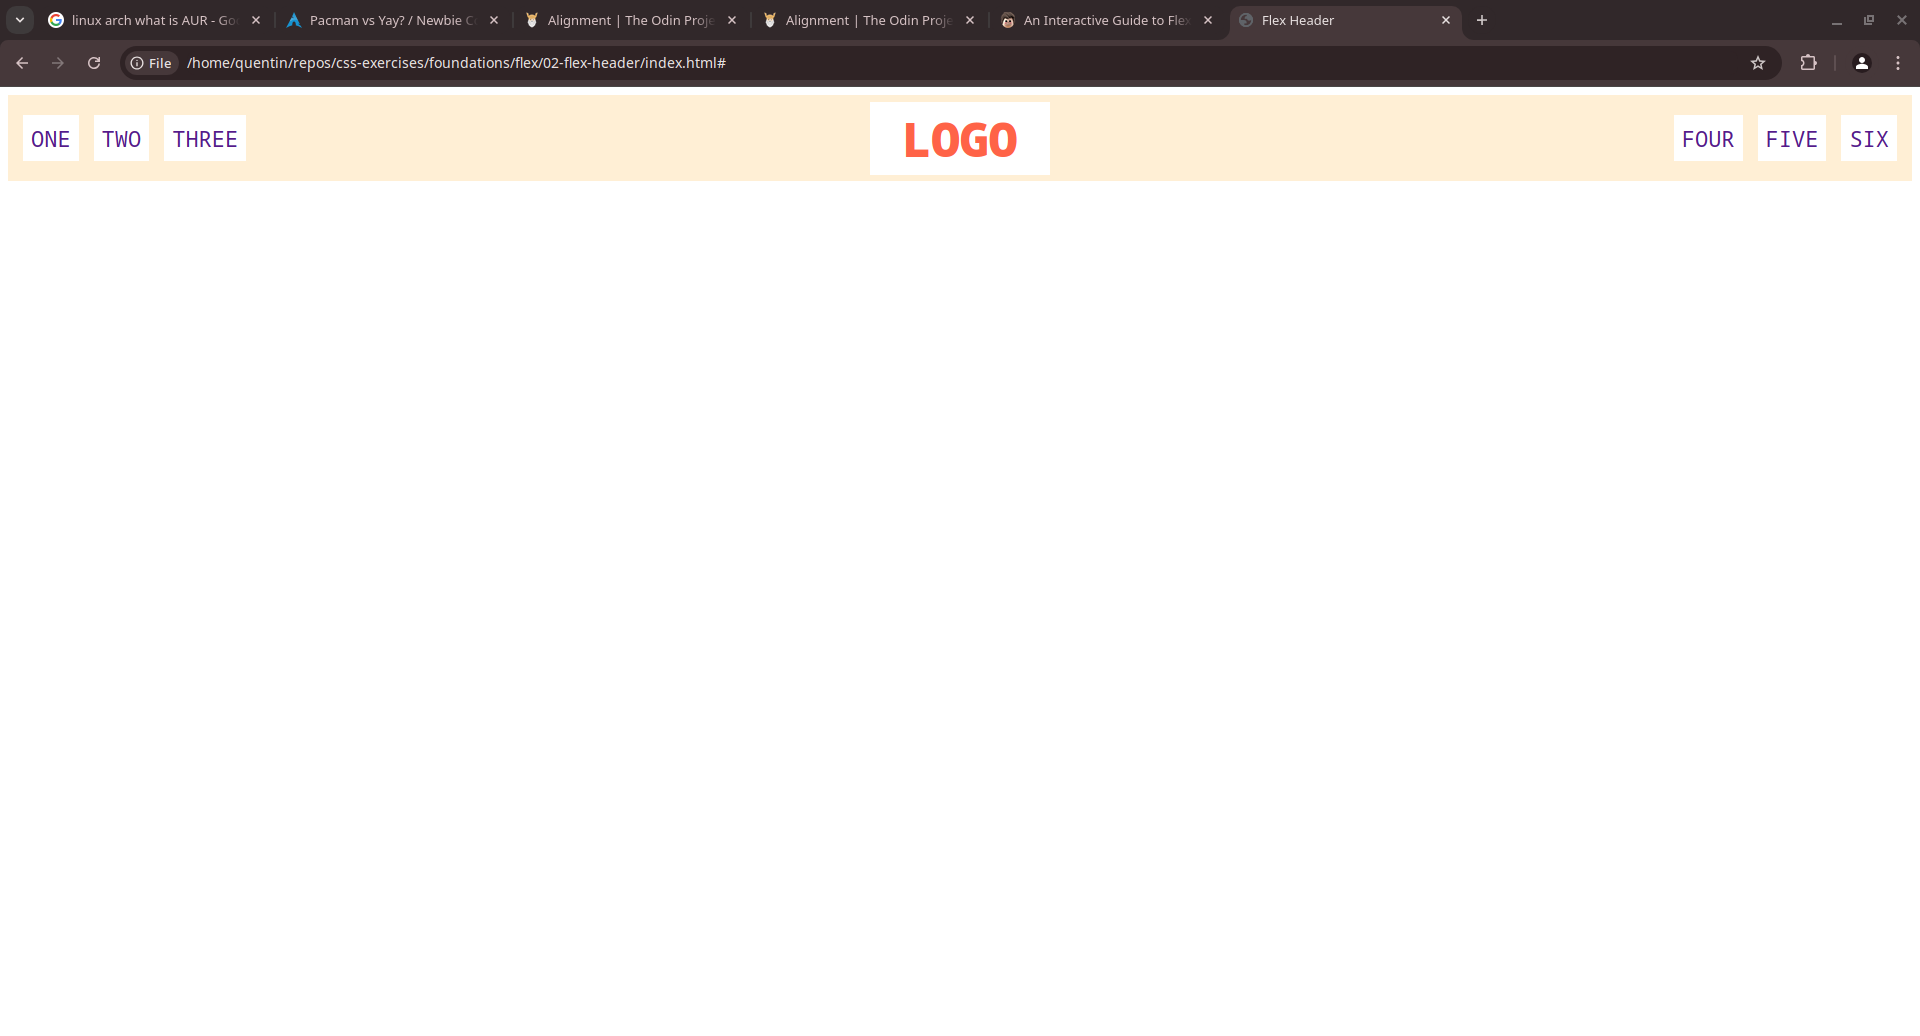 linux arch what is AUR - Go
Pacman vs Yay? / Newbie C
Alignment | The Odin Proje
Alignment | The Odin Proje
An Interactive Guide to Flex
Flex Header
File /home/quentin/repos/css-exercises/foundations/flex/02-flex-header/index.html#
ONE TWO THREE LOGO FOUR FIVE SIX